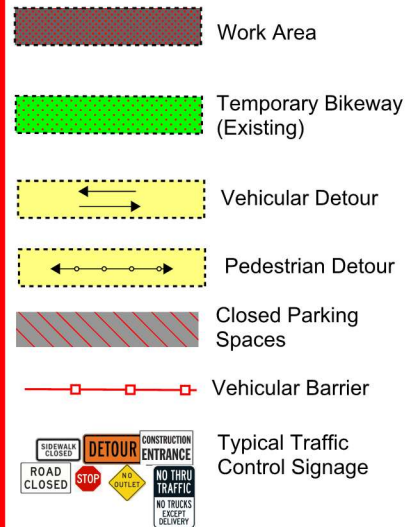 Work Area
Temporary Bikeway
(Existing)
Vehicular Detour
Pedestrian Detour
Closed Parking
Spaces
Vehicular Barrier
Typical Traffic
Control Signage
SIDEWALK
CLOSED
DETOUR
CONSTRUCTION
ENTRANCE
ROAD
CLOSED
STOP
NO
OUTLET
NO THRU
TRAFFIC
NO TRUCKS
EXCEPT
DELIVERY